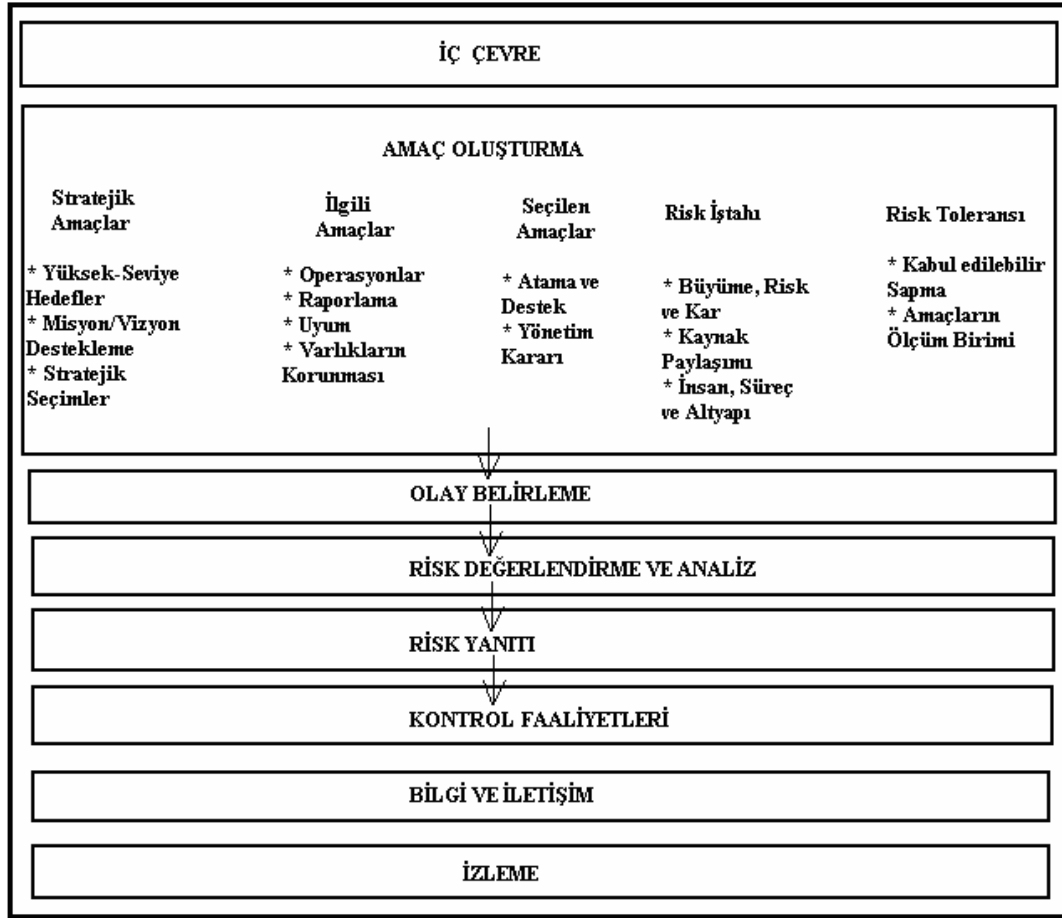 İÇ ÇEVRE
AMAÇ OLUŞTURMA
Stratejik
Amaçlar
* Yüksek-Seviye
Hedefler
* Misyon/Vizyon
Destekleme
* Stratejik
Seçimler
İlgili
Amaçlar
* Operasyonlar
* Raporlama
* Uyum
* Varlıkların
Korunması
Seçilen
Amaçlar
* Atama ve
Destek
* Yönetim
Kararı
Risk İştahı
* Büyüme, Risk
ve Kar
* Kaynak
Paylaşımı
* İnsan, Süreç
ve Altyapı
Risk Toleransı
* Kabul edilebilir
Sapma
* Amaçların
Ölçüm Birimi
OLAY BELİRLEME
RİSK DEĞERLENDİRME VE ANALİZ
RİSK YANITI
KONTROL FAALİYETLERİ
BİLGİ VE İLETİŞİM
İZLEME